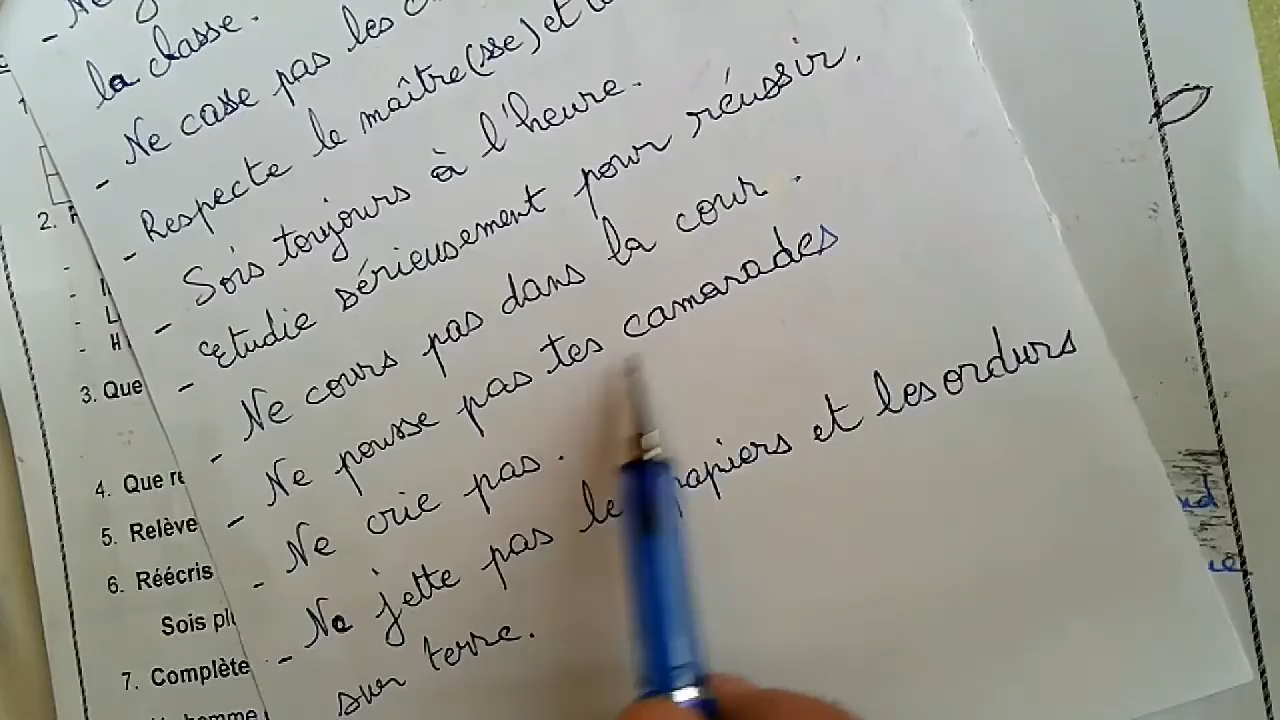 la classe.
- Ne casse pas les
- Respecte le maître(sse) et
- Sois toujours à l'heure.
- Etudie sérieusement pour réussir.
- Ne cours pas dans la cour.
- Ne pousse pas tes camarades
- Ne crie pas.
- Ne jette pas papiers et les ordurs
sur terre.
2.
3. Que
4. Que
5. Relève
6. Réécris
Sois
7. Complète
homme